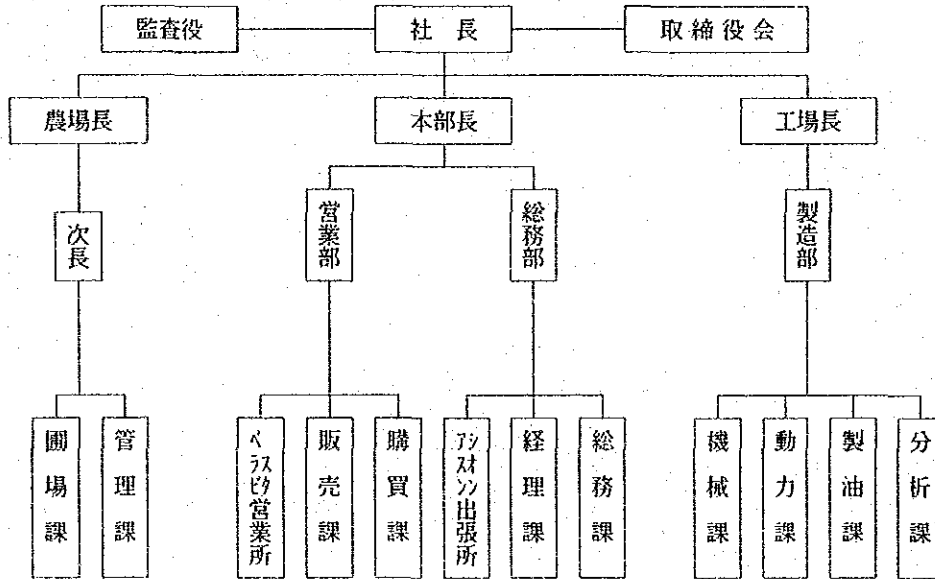 監査役
社長
取締役会
農場長
本部長
工場長
次長
営業部
総務部
製造部
圃場課
管理課
ベラスビタ営業所
販売課
購買課
アスンシオン出張所
経理課
総務課
機械課
動力課
製油課
分析課